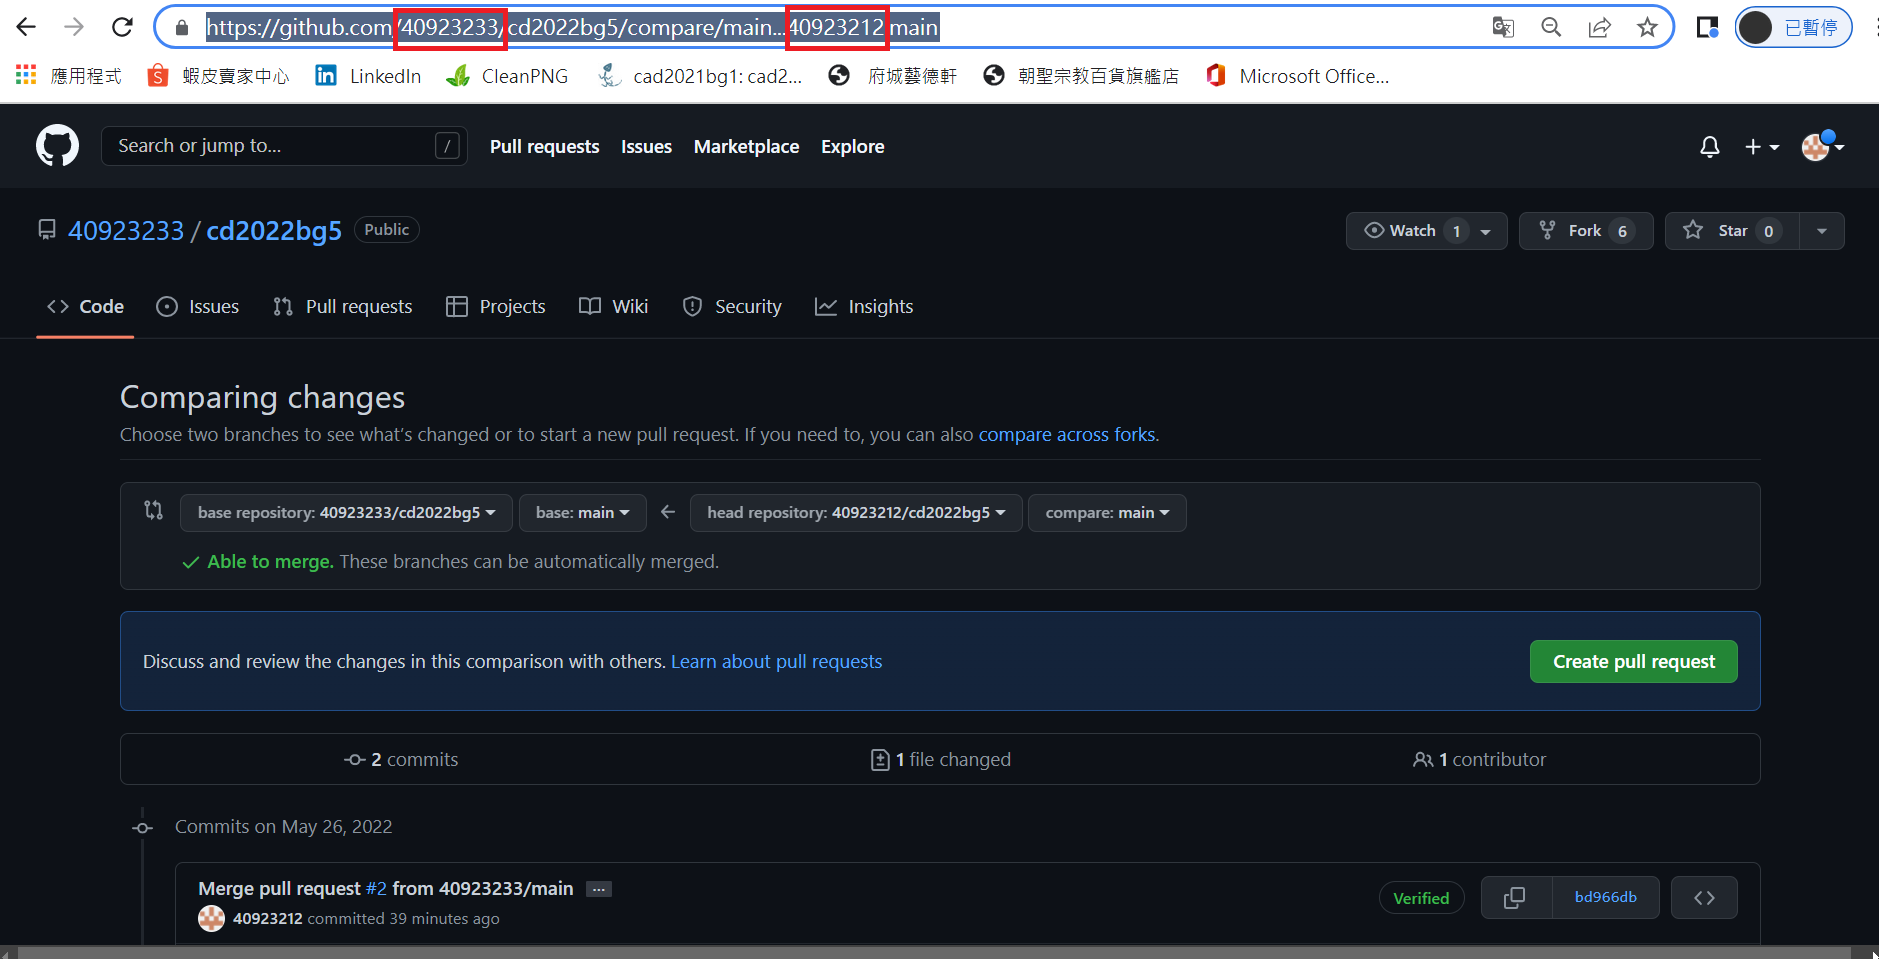 https://github.com/40923233/cd2022bg5/compare/main...40923212:main
已暫停
應用程式 蝦皮賣家中心 LinkedIn CleanPNG cad2021bg1: cad2... 府城藝德軒 朝聖宗教百貨旗艦店 Microsoft Office...
Search or jump to... / Pull requests Issues Marketplace Explore
40923233 / cd2022bg5 Public Watch 1 Fork 6 Star 0
Code Issues Pull requests Projects Wiki Security Insights
Comparing changes
Choose two branches to see what’s changed or to start a new pull request. If you need to, you can also compare across forks.
base repository: 40923233/cd2022bg5 base: main head repository: 40923212/cd2022bg5 compare: main
Able to merge. These branches can be automatically merged.
Discuss and review the changes in this comparison with others. Learn about pull requests Create pull request
2 commits 1 file changed 1 contributor
Commits on May 26, 2022
Merge pull request #2 from 40923233/main ...
Verified bd966db
40923212 committed 39 minutes ago